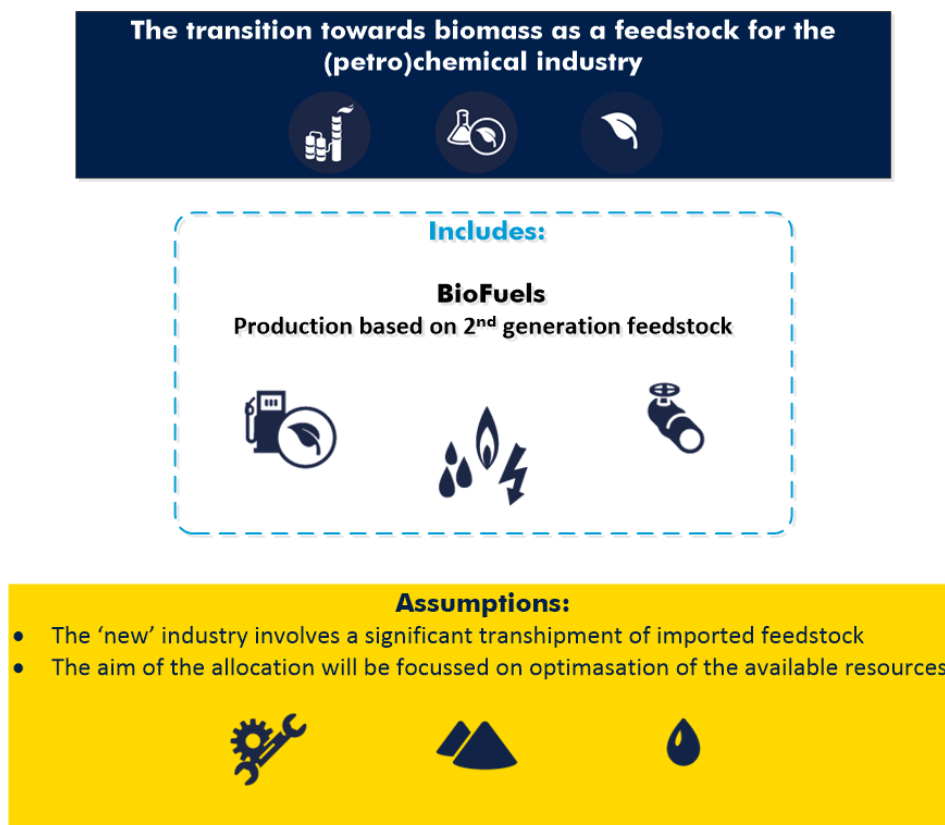 The transition towards biomass as a feedstock for the
(petro)chemical industry
Includes:
BioFuels
Production based on 2nd generation feedstock
Assumptions:
• The ‘new’ industry involves a significant transhipment of imported feedstock
• The aim of the allocation will be focussed on optimasation of the available resources